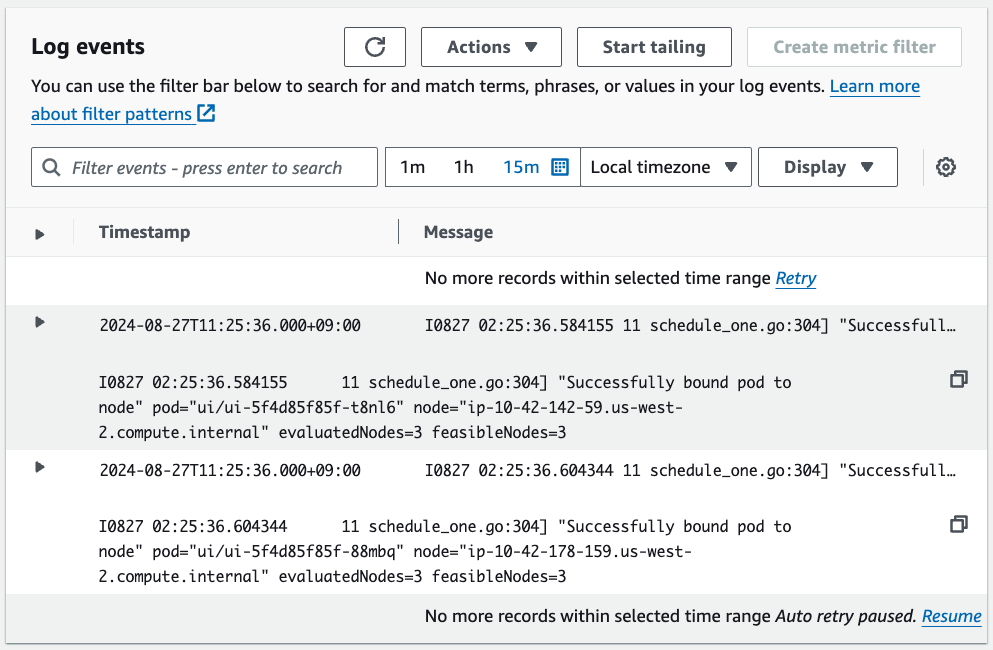 Log events
Actions
Start tailing
Create metric filter
You can use the filter bar below to search for and match terms, phrases, or values in your log events. Learn more
about filter patterns
Filter events - press enter to search
1m
1h
15m
Local timezone
Display
Timestamp
Message
No more records within selected time range Retry
2024-08-27T11:25:36.000+09:00
I0827 02:25:36.584155 11 schedule_one.go:304] "Successfull…
I0827 02:25:36.584155      11 schedule_one.go:304] "Successfully bound pod to
node" pod="ui/ui-5f4d85f85f-t8nl6" node="ip-10-42-142-59.us-west-
2.compute.internal" evaluatedNodes=3 feasibleNodes=3
2024-08-27T11:25:36.000+09:00
I0827 02:25:36.604344 11 schedule_one.go:304] "Successfull…
I0827 02:25:36.604344      11 schedule_one.go:304] "Successfully bound pod to
node" pod="ui/ui-5f4d85f85f-88mbq" node="ip-10-42-178-159.us-west-
2.compute.internal" evaluatedNodes=3 feasibleNodes=3
No more records within selected time range Auto retry paused. Resume